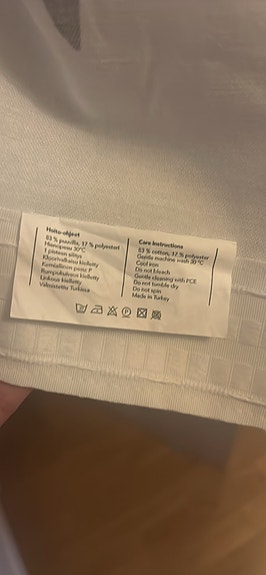 Hoito-ohjeet
83 % puuvilla, 17 % polyesteri
Hienopesu 30°C
1 pisteen silitys
Kloorivalkaisu kielletty
Kemiallinen pesu P
Rumpukuivaus kielletty
Linkous kielletty
Valmistettu Turkissa
Care Instructions
83 % cotton, 17 % polyester
Gentle machine wash 30 °C
Cool iron
Do not bleach
Gentle cleaning with PCE
Do not tumble dry
Do not spin
Made in Turkey
P